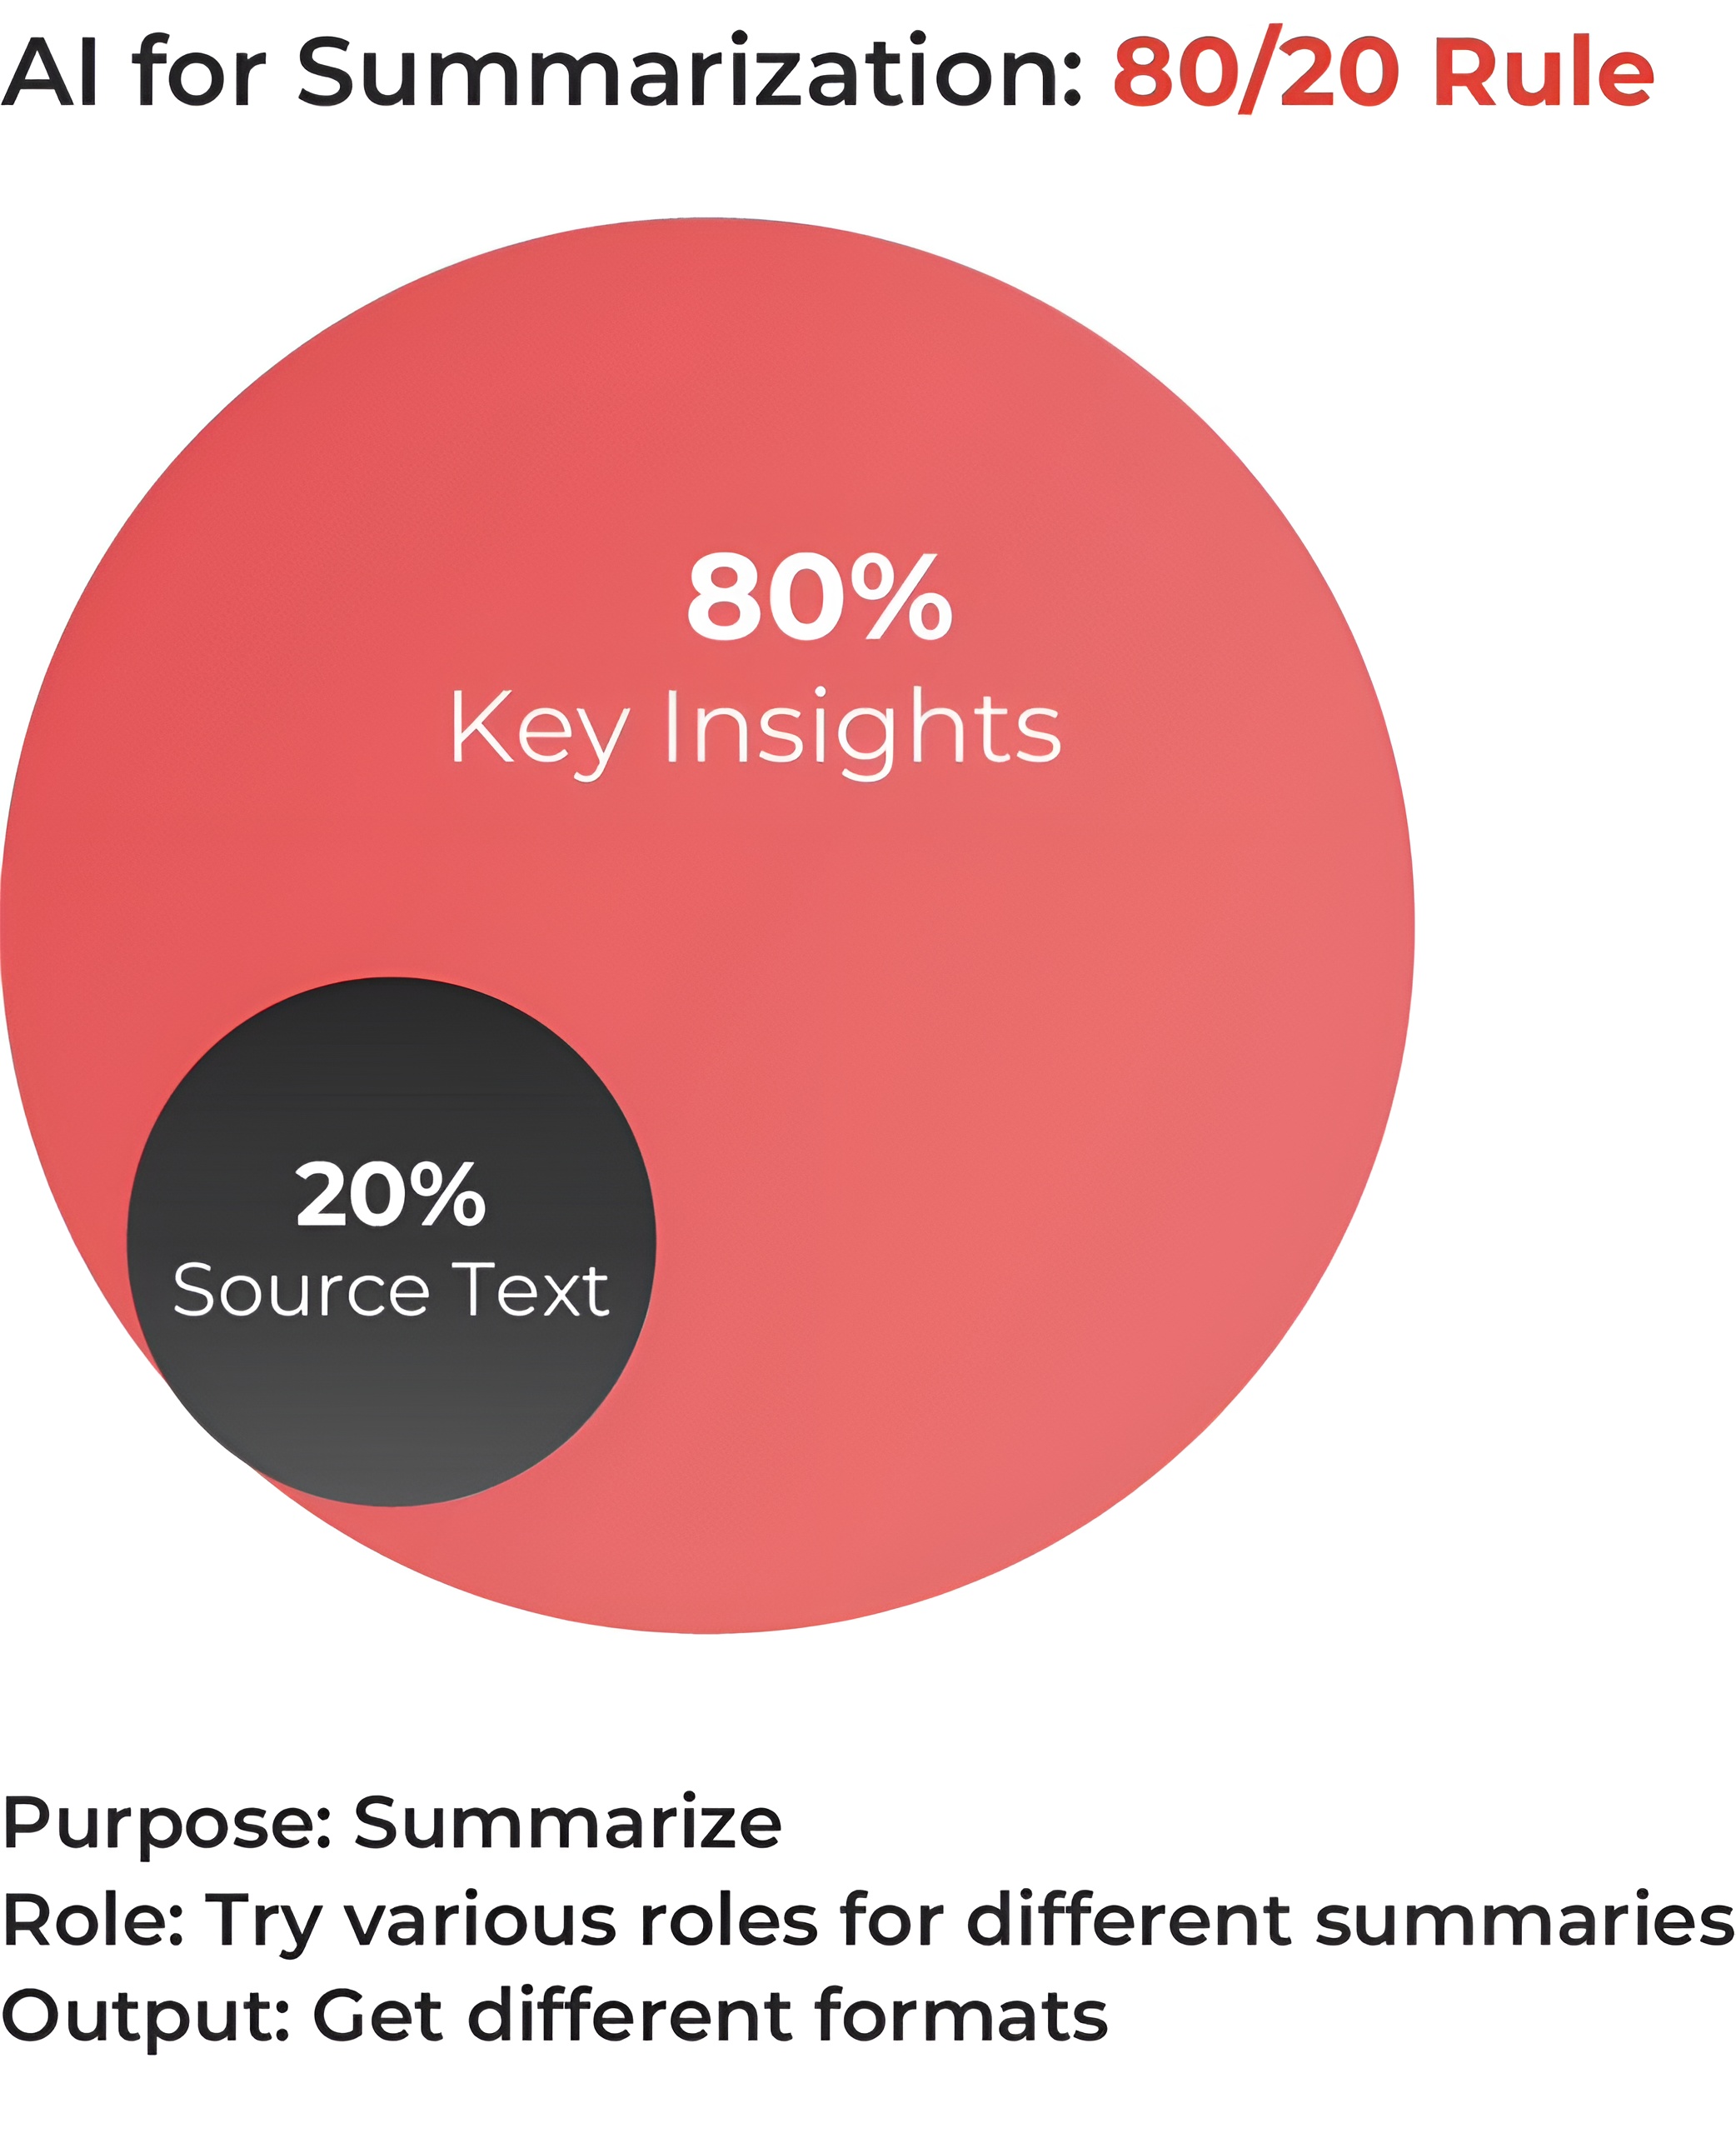 AI for Summarization: 80/20 Rule
80%
Key Insights
20%
Source Text
Purpose: Summarize
Role: Try various roles for different summaries
Output: Get different formats